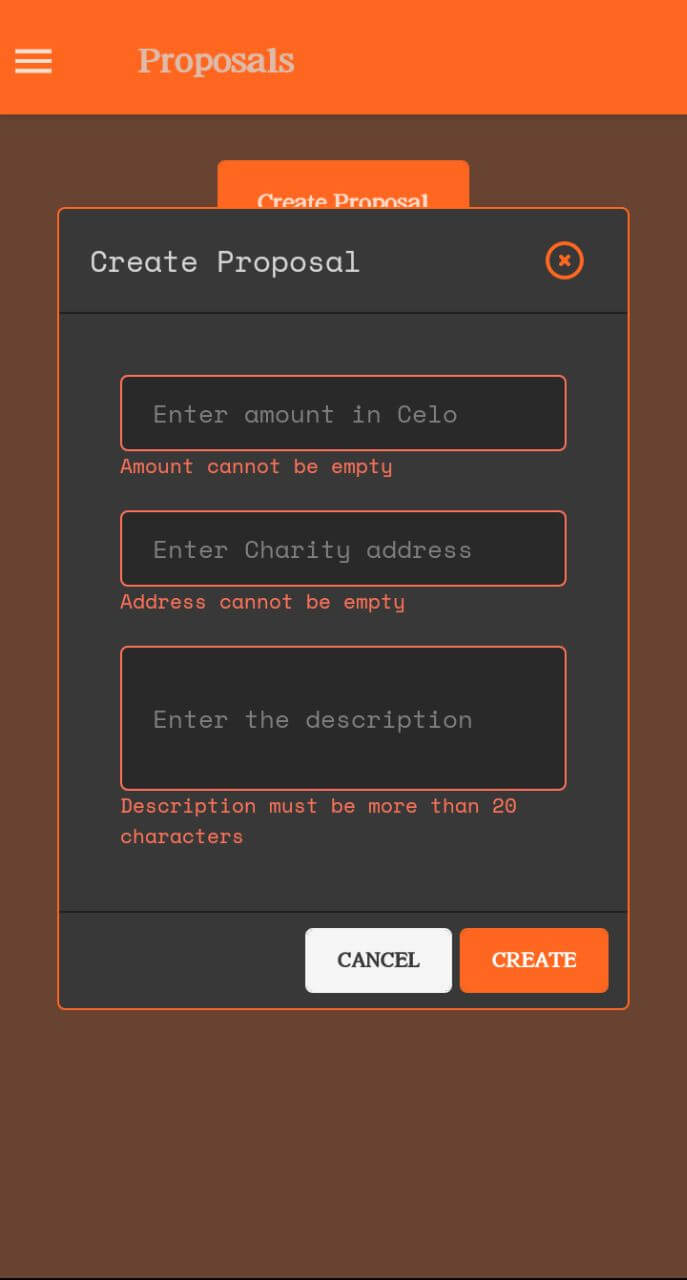 Proposals
Create Proposal
Create Proposal
Enter amount in Celo
Amount cannot be empty
Enter Charity address
Address cannot be empty
Enter the description
Description must be more than 20
characters
CANCEL
CREATE